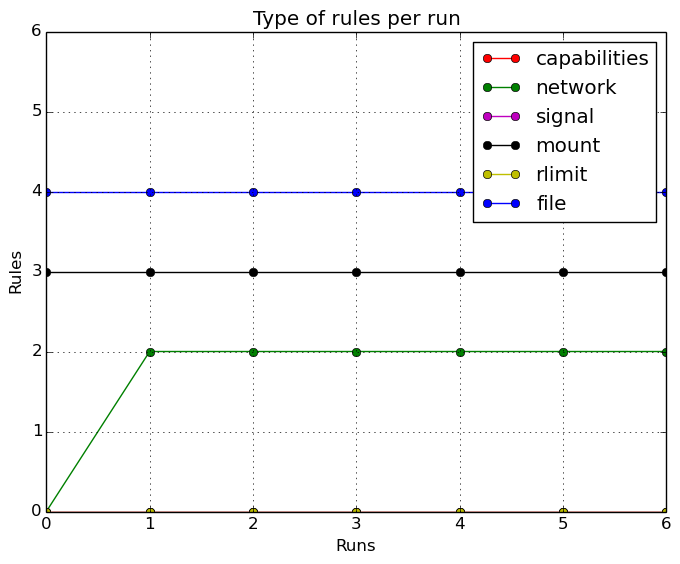 Type of rules per run
6
5
4
3
2
1
0
Rules
capabilities
network
signal
mount
rlimit
file
0 1 2 3 4 5 6
Runs